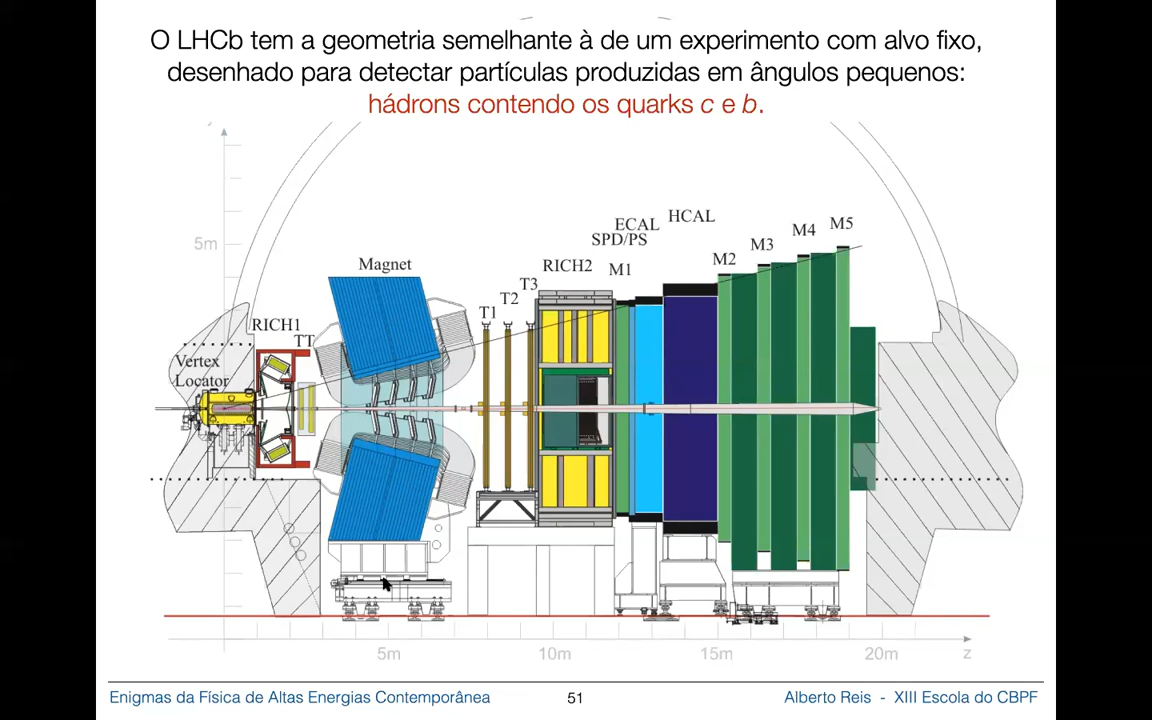 O LHCb tem a geometria semelhante à de um experimento com alvo fixo,
desenhado para detectar partículas produzidas em ângulos pequenos:
hádrons contendo os quarks c e b.
y
5m
Magnet
RICH1
TT
Vertex
Locator
T1
T2
T3
RICH2
SPD/PS
ECAL
HCAL
M1
M2
M3
M4
M5
5m
10m
15m
20m
z
Enigmas da Física de Altas Energias Contemporânea
51
Alberto Reis - XIII Escola do CBPF